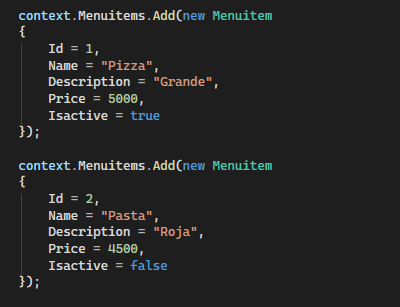 context.Menuitems.Add(new Menuitem
{
    Id = 1,
    Name = "Pizza",
    Description = "Grande",
    Price = 5000,
    Isactive = true
});

context.Menuitems.Add(new Menuitem
{
    Id = 2,
    Name = "Pasta",
    Description = "Roja",
    Price = 4500,
    Isactive = false
});